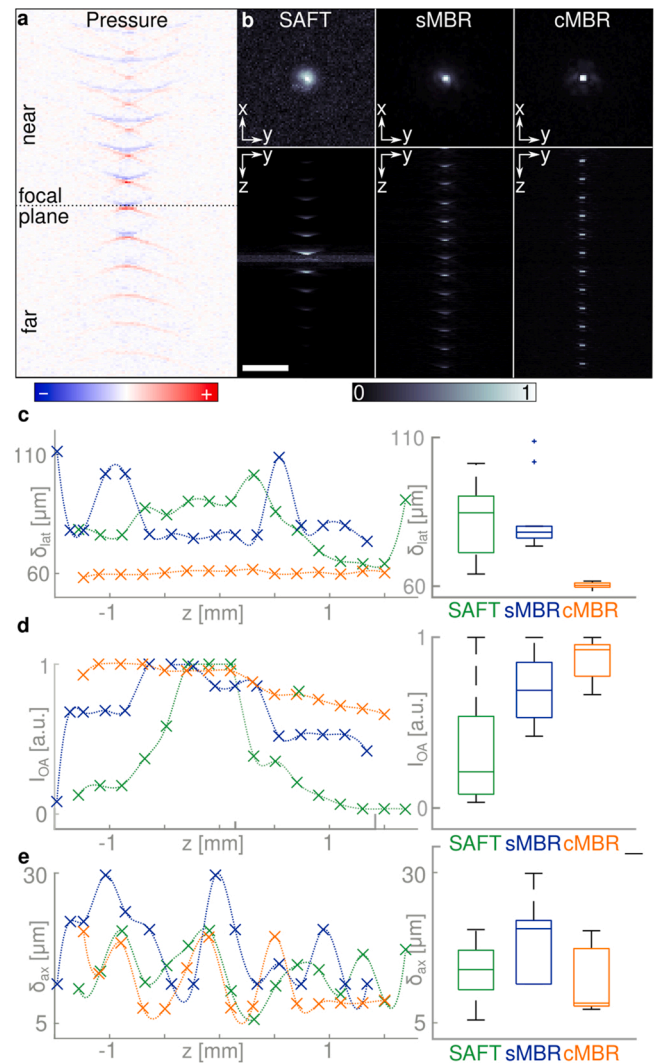 a Pressure
near
focal
plane
far
− +
b SAFT sMBR cMBR
x x x
y y y
y y y
z z z
0 1
c
110
60
δlat [µm]
-1 z [mm] 1
110
60
δlat [µm]
SAFT sMBR cMBR
d
1
0
IOA [a.u.]
-1 z [mm] 1
1
0
IOA [a.u.]
SAFT sMBR cMBR
e
30
5
δax [µm]
-1 z [mm] 1
30
5
δax [µm]
SAFT sMBR cMBR